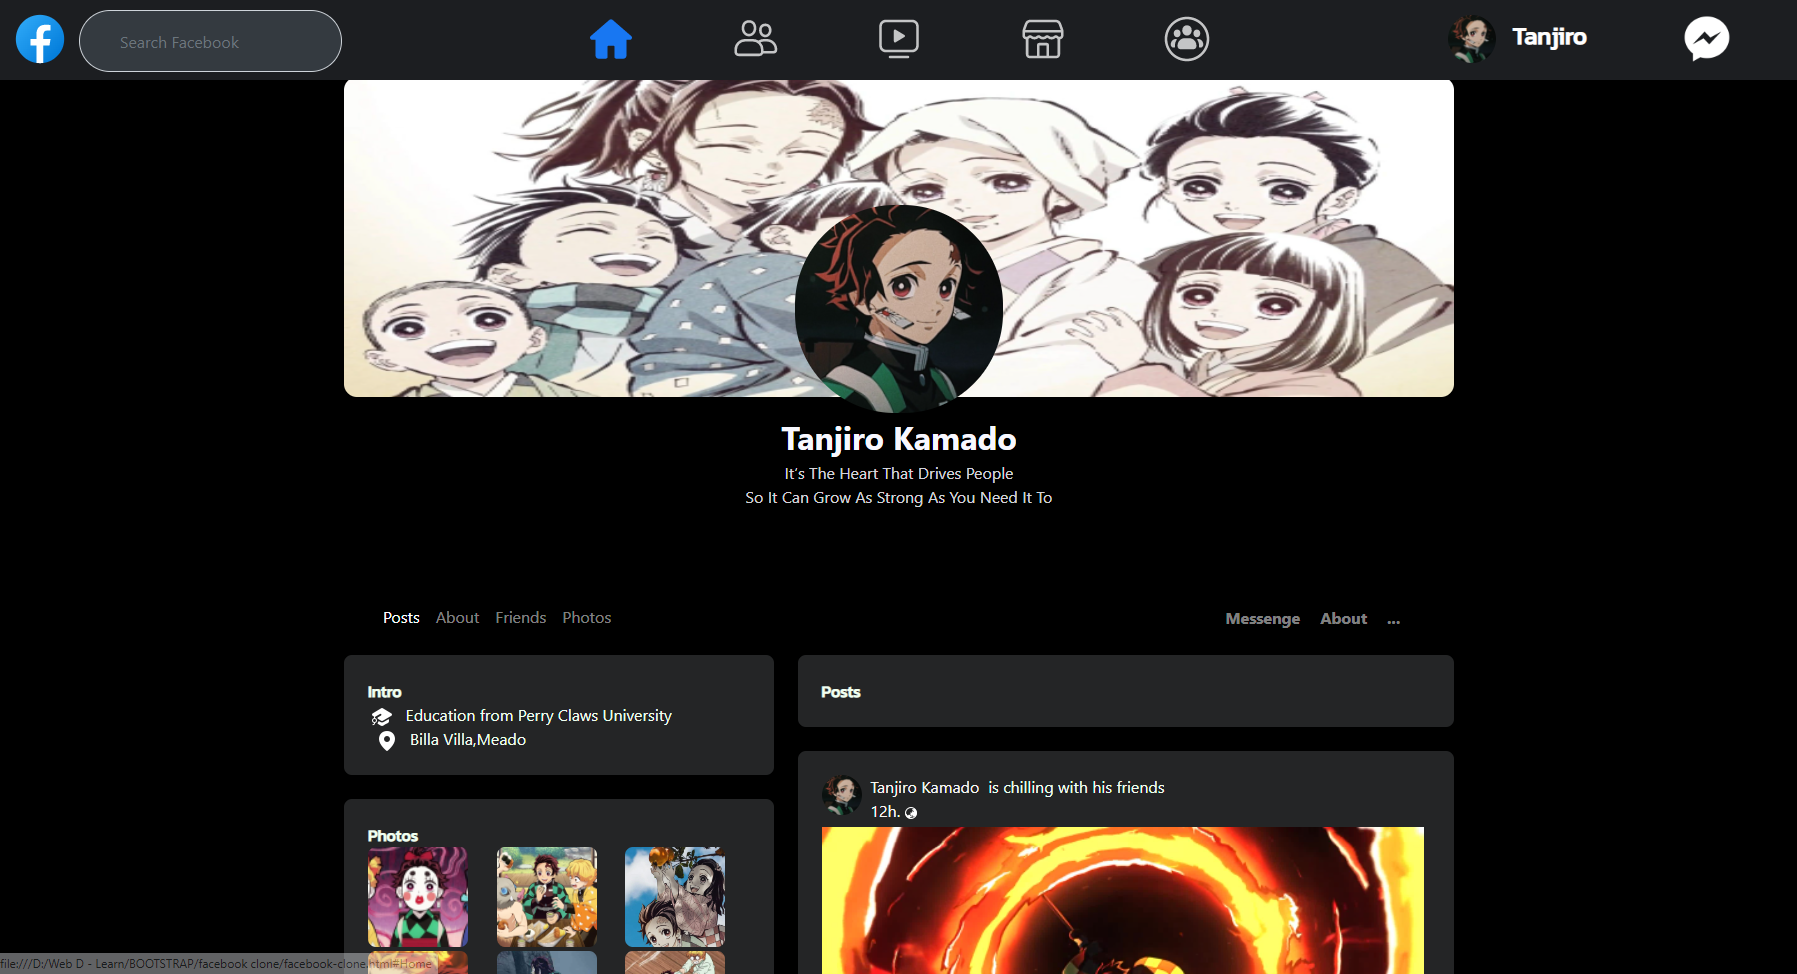 Search Facebook
Tanjiro
Tanjiro Kamado
It's The Heart That Drives People
So It Can Grow As Strong As You Need It To
Posts About Friends Photos
Messenge About ...
Intro
Education from Perry Claws University
Billa Villa,Meado
Photos
Posts
Tanjiro Kamado is chilling with his friends
12h.
file:///D:/Web D - Learn/BOOTSTRAP/facebook clone/facebook-clone.html#Home